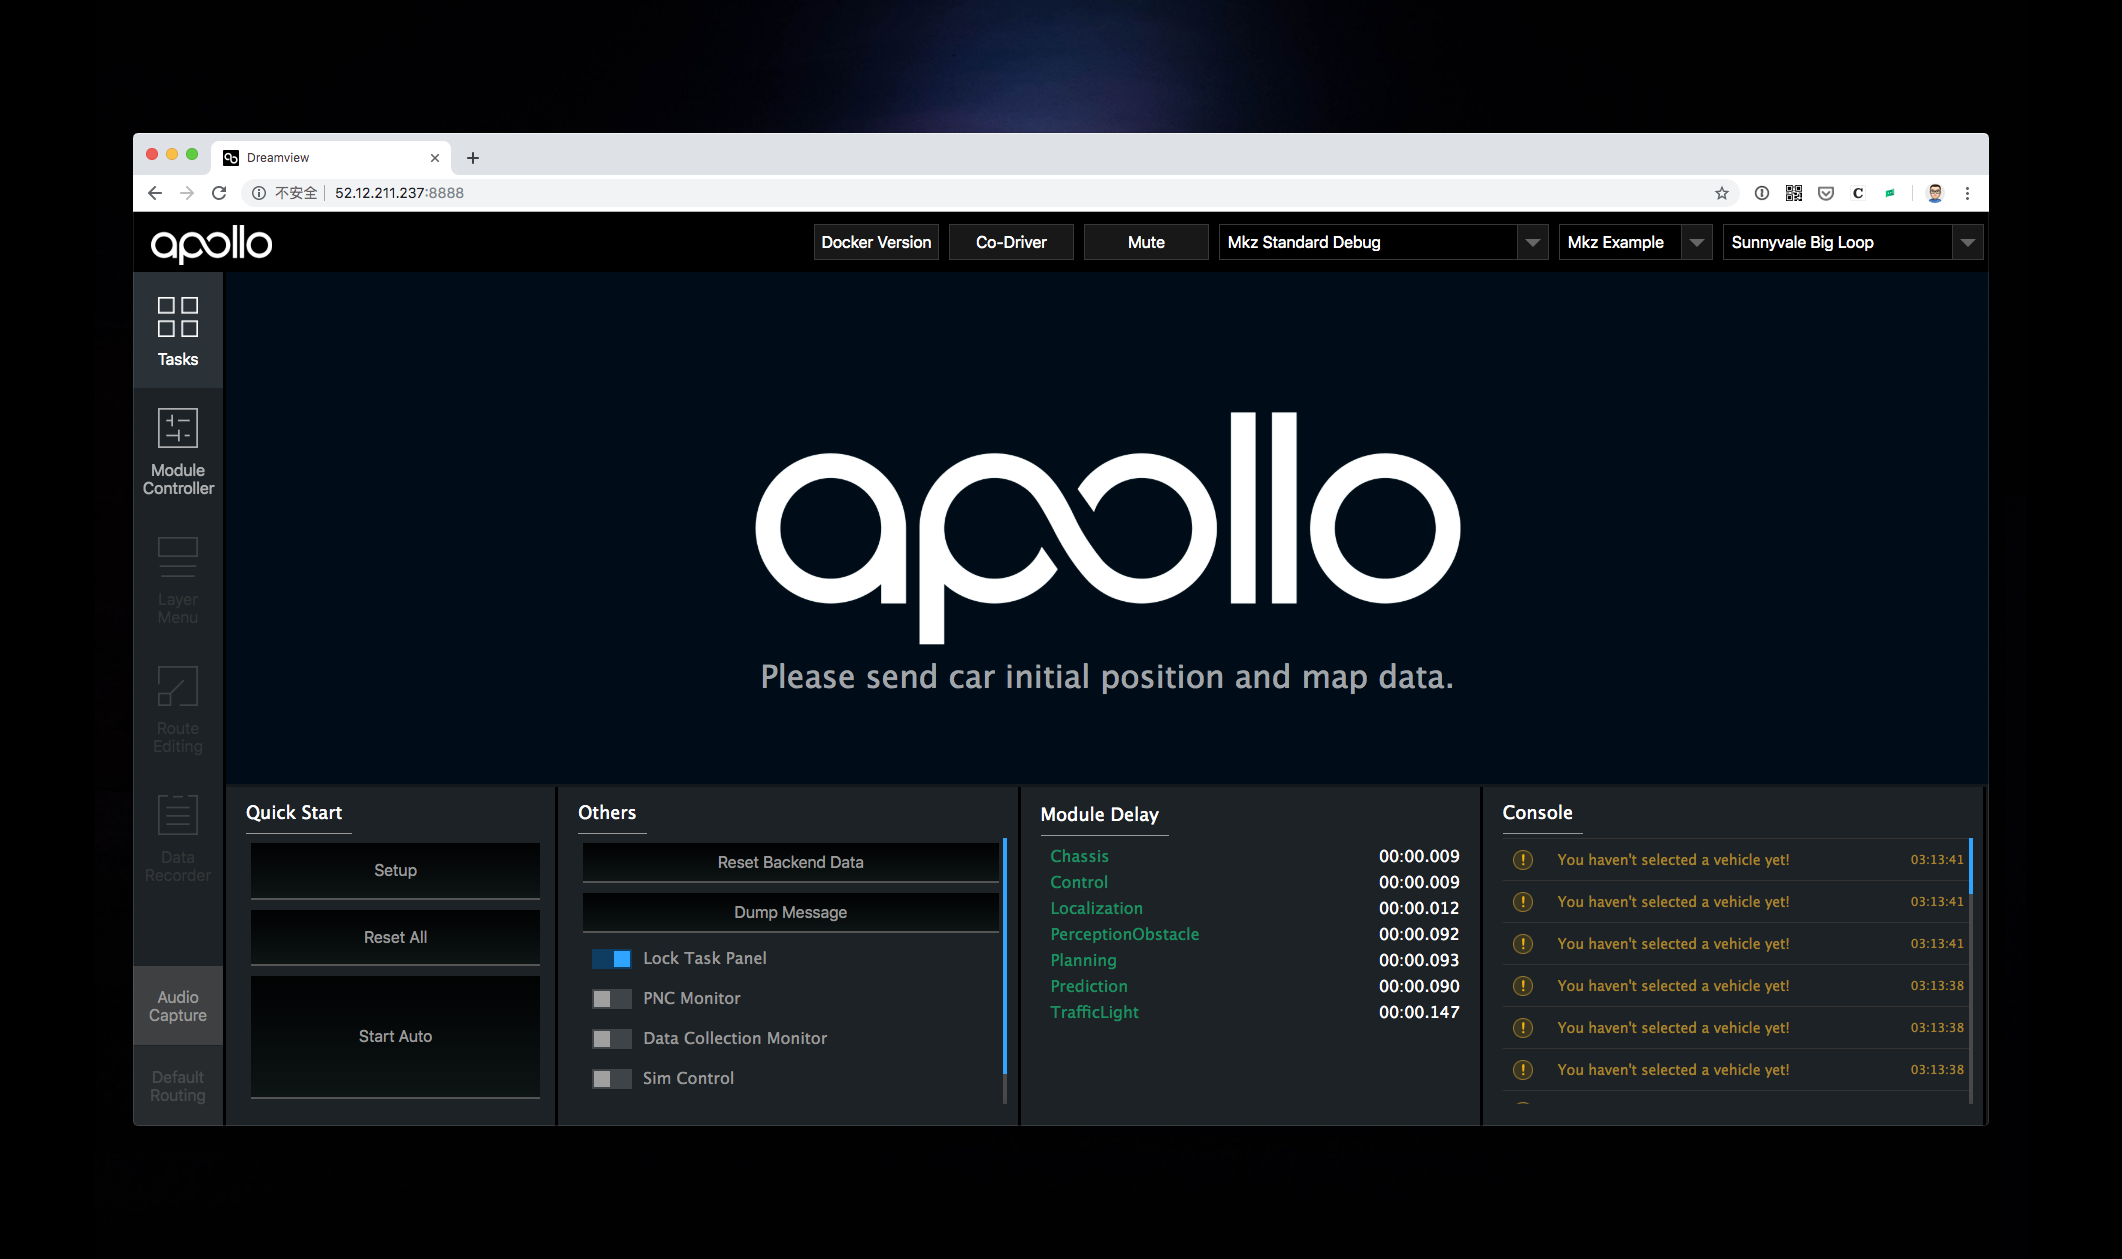 Dreamview
不安全 52.12.211.237:8888
C
apollo
Docker Version
Co-Driver
Mute
Mkz Standard Debug
Mkz Example
Sunnyvale Big Loop
Tasks
Module
Controller
Layer
Menu
Route
Editing
Data
Recorder
Audio
Capture
Default
Routing
apollo
Please send car initial position and map data.
Quick Start
Setup
Reset All
Start Auto
Others
Reset Backend Data
Dump Message
Lock Task Panel
PNC Monitor
Data Collection Monitor
Sim Control
Module Delay
Chassis 00:00.009
Control 00:00.009
Localization 00:00.012
PerceptionObstacle 00:00.092
Planning 00:00.093
Prediction 00:00.090
TrafficLight 00:00.147
Console
You haven't selected a vehicle yet! 03:13:41
You haven't selected a vehicle yet! 03:13:41
You haven't selected a vehicle yet! 03:13:41
You haven't selected a vehicle yet! 03:13:38
You haven't selected a vehicle yet! 03:13:38
You haven't selected a vehicle yet! 03:13:38